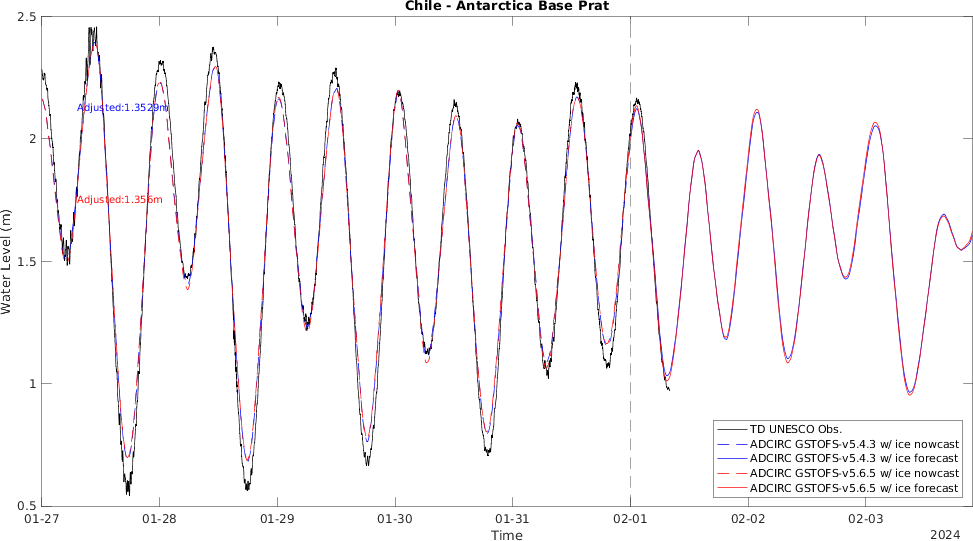 Chile - Antarctica Base Prat
2.5
2
1.5
1
0.5
Water Level (m)
Adjusted:1.3529m
Adjusted:1.356m
TD UNESCO Obs.
ADCIRC GSTOFS-v5.4.3 w/ ice nowcast
ADCIRC GSTOFS-v5.4.3 w/ ice forecast
ADCIRC GSTOFS-v5.6.5 w/ ice nowcast
ADCIRC GSTOFS-v5.6.5 w/ ice forecast
01-27 01-28 01-29 01-30 01-31 02-01 02-02 02-03
Time
2024